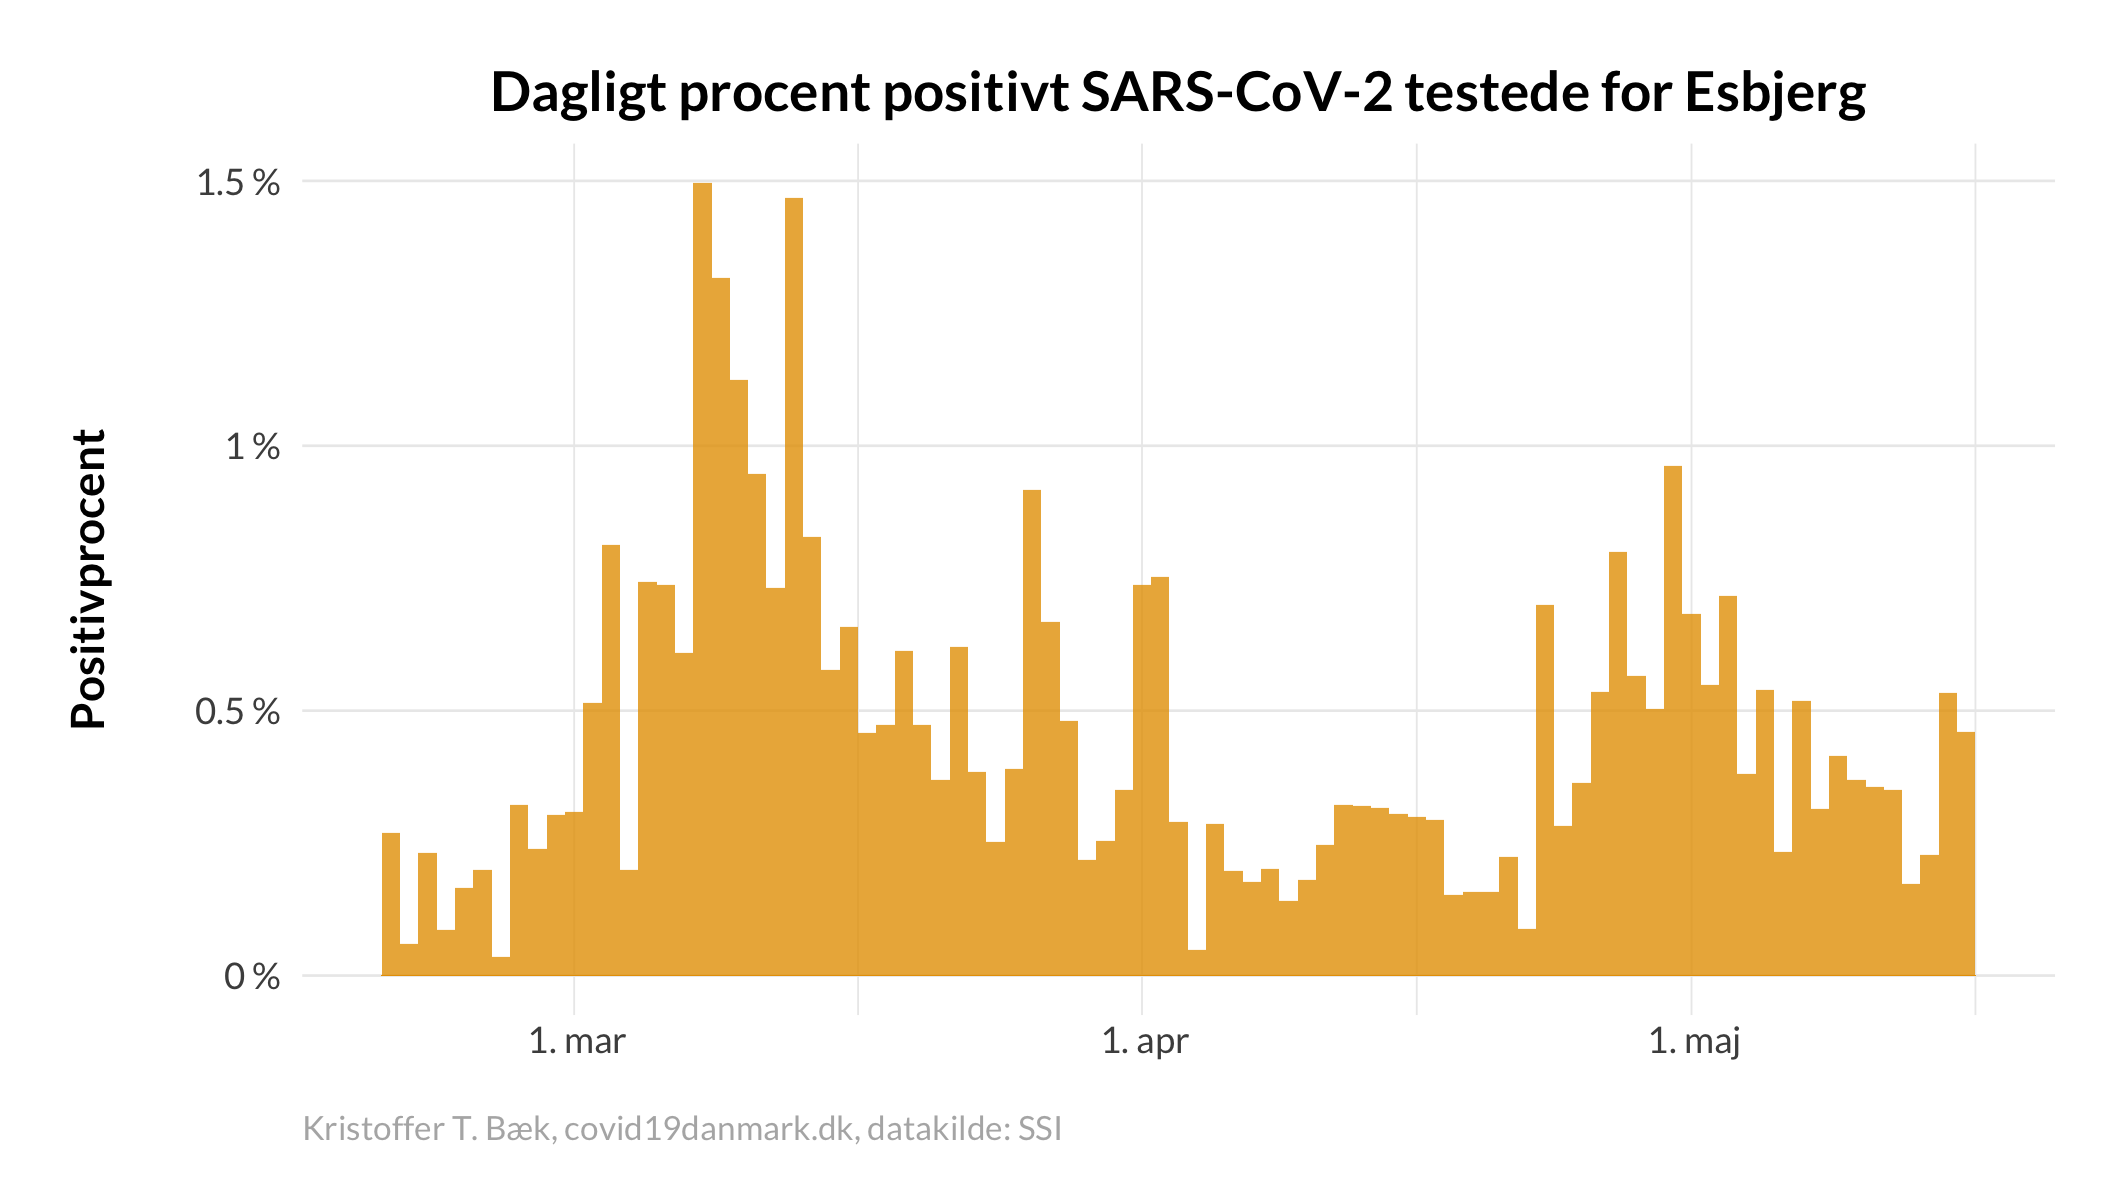 Dagligt procent positivt SARS-CoV-2 testede for Esbjerg
Positivprocent
1.5 %
1 %
0.5 %
0 %
1. mar
1. apr
1. maj
Kristoffer T. Bæk, covid19danmark.dk, datakilde: SSI